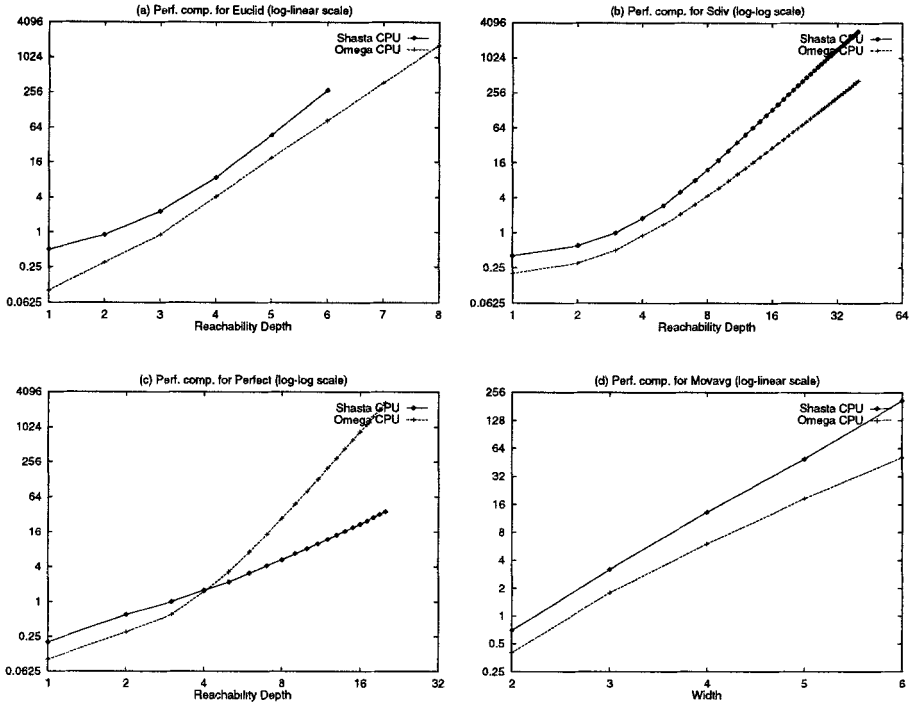 (a) Perf. comp. for Euclid (log-linear scale)
4096
1024
256
64
16
4
1
0.25
0.0625
Shasta CPU
Omega CPU
1 2 3 4 5 6 7 8
Reachability Depth
(b) Perf. comp. for Sdiv (log-log scale)
4096
1024
256
64
16
4
1
0.25
0.0625
Shasta CPU
Omega CPU
1 2 4 8 16 32 64
Reachability Depth
(c) Perf. comp. for Perfect (log-log scale)
4096
1024
256
64
16
4
1
0.25
0.0625
Shasta CPU
Omega CPU
1 2 4 8 16 32
Reachability Depth
(d) Perf. comp. for Movavg (log-linear scale)
256
128
64
32
16
8
4
2
1
0.5
0.25
Shasta CPU
Omega CPU
2 3 4 5 6
Width